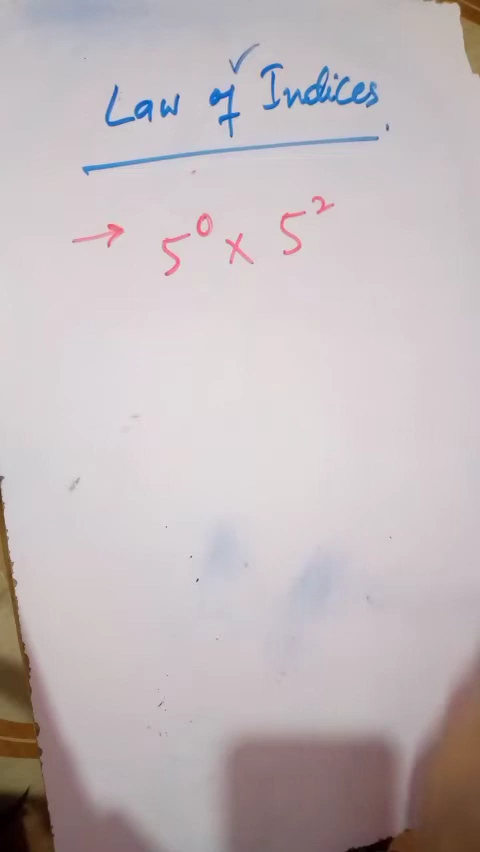 Law of Indices
→ 5⁰ × 5²